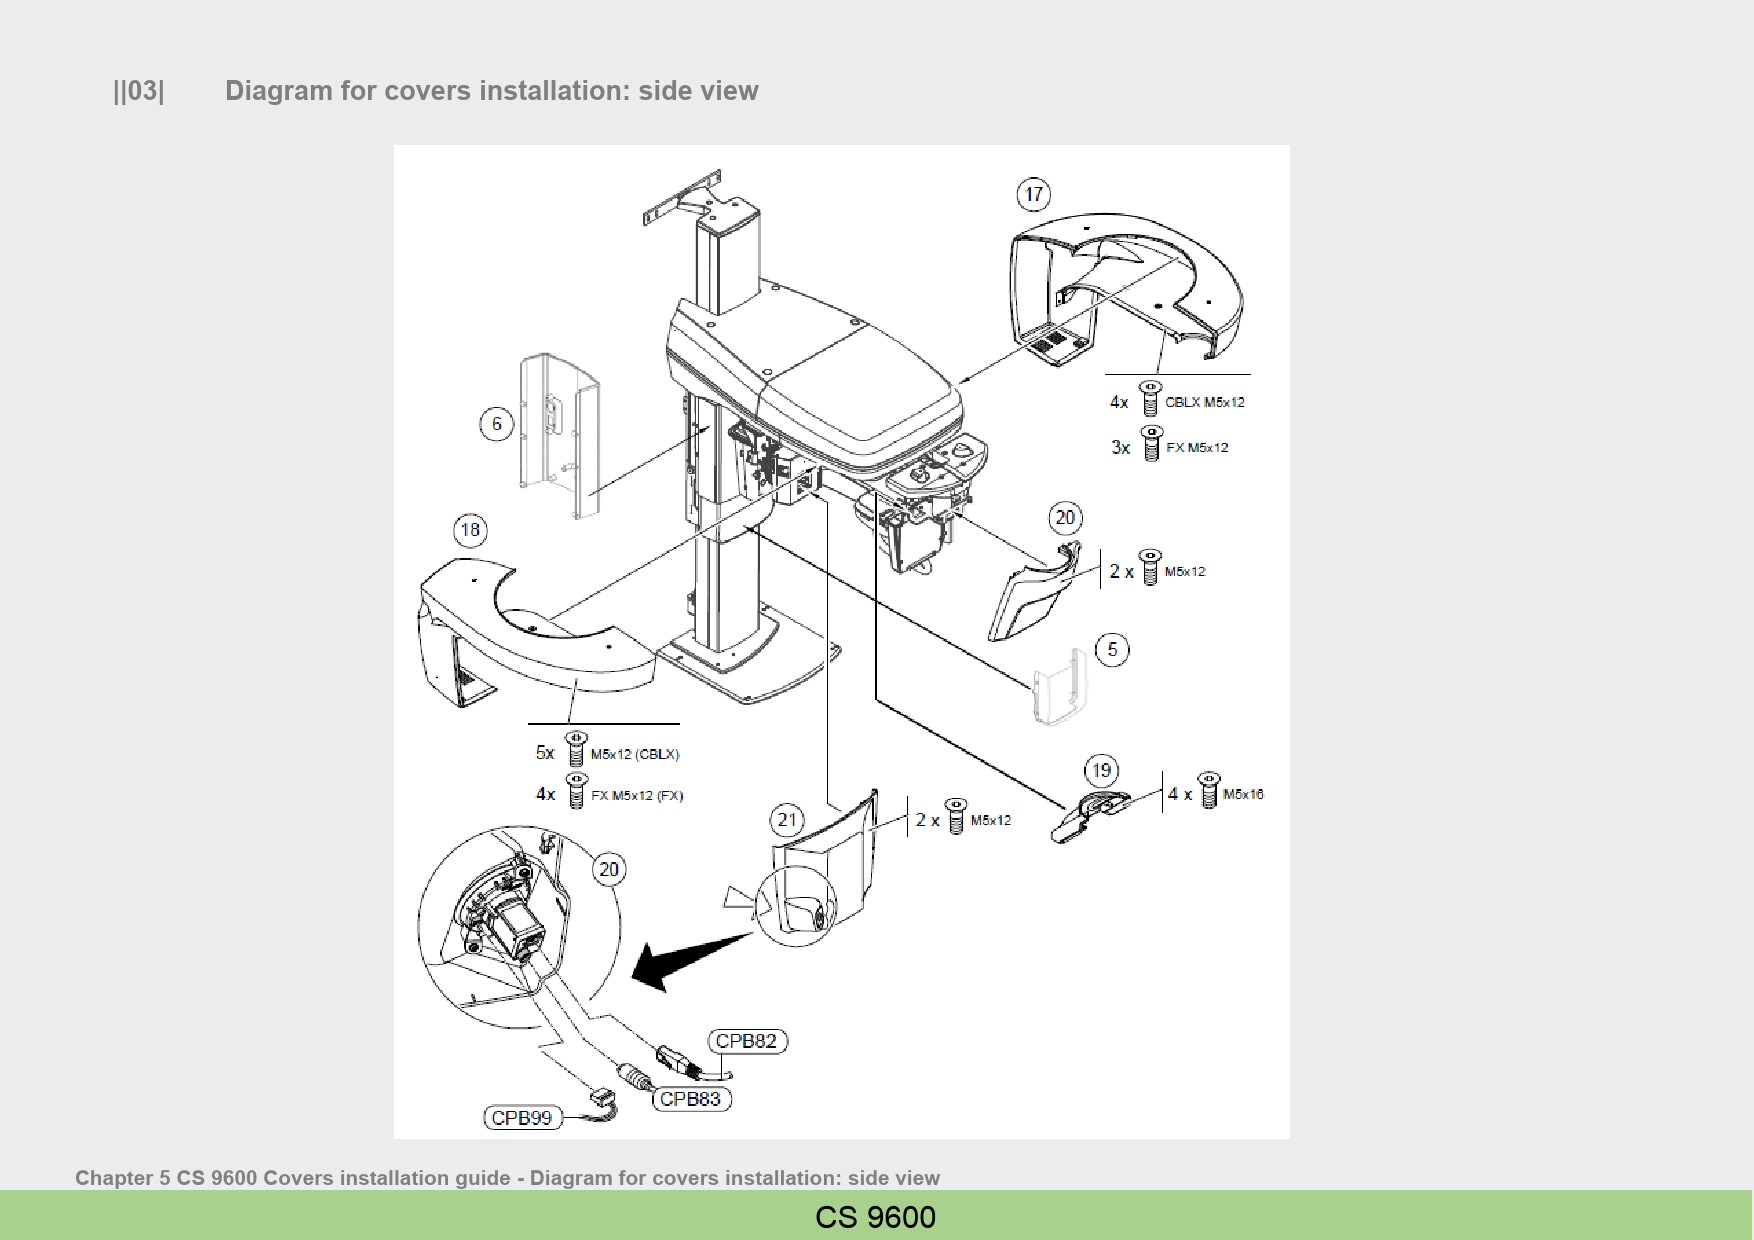 ||03| Diagram for covers installation: side view
17
4x CBLX M5x12
3x FX M5x12
6
18
20
2 x M5x12
5
5x M5x12 (CBLX)
4x FX M5x12 (FX)
19
4 x M5x16
21
2 x M5x12
20
CPB82
CPB83
CPB99
Chapter 5 CS 9600 Covers installation guide - Diagram for covers installation: side view
CS 9600